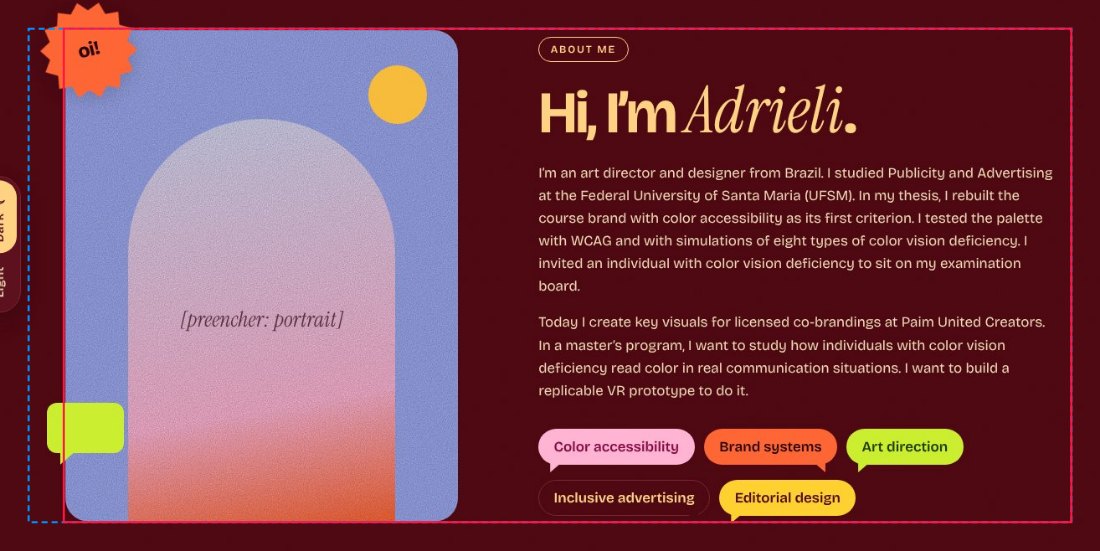 oi!
ABOUT ME
Hi, I'm Adrieli.
I'm an art director and designer from Brazil. I studied Publicity and Advertising
at the Federal University of Santa Maria (UFSM). In my thesis, I rebuilt the
course brand with color accessibility as its first criterion. I tested the palette
with WCAG and with simulations of eight types of color vision deficiency. I
invited an individual with color vision deficiency to sit on my examination
board.
Today I create key visuals for licensed co-brandings at Paim United Creators.
In a master's program, I want to study how individuals with color vision
deficiency read color in real communication situations. I want to build a
replicable VR prototype to do it.
Color accessibility
Brand systems
Art direction
Inclusive advertising
Editorial design
[preencher: portrait]
Dark
Light